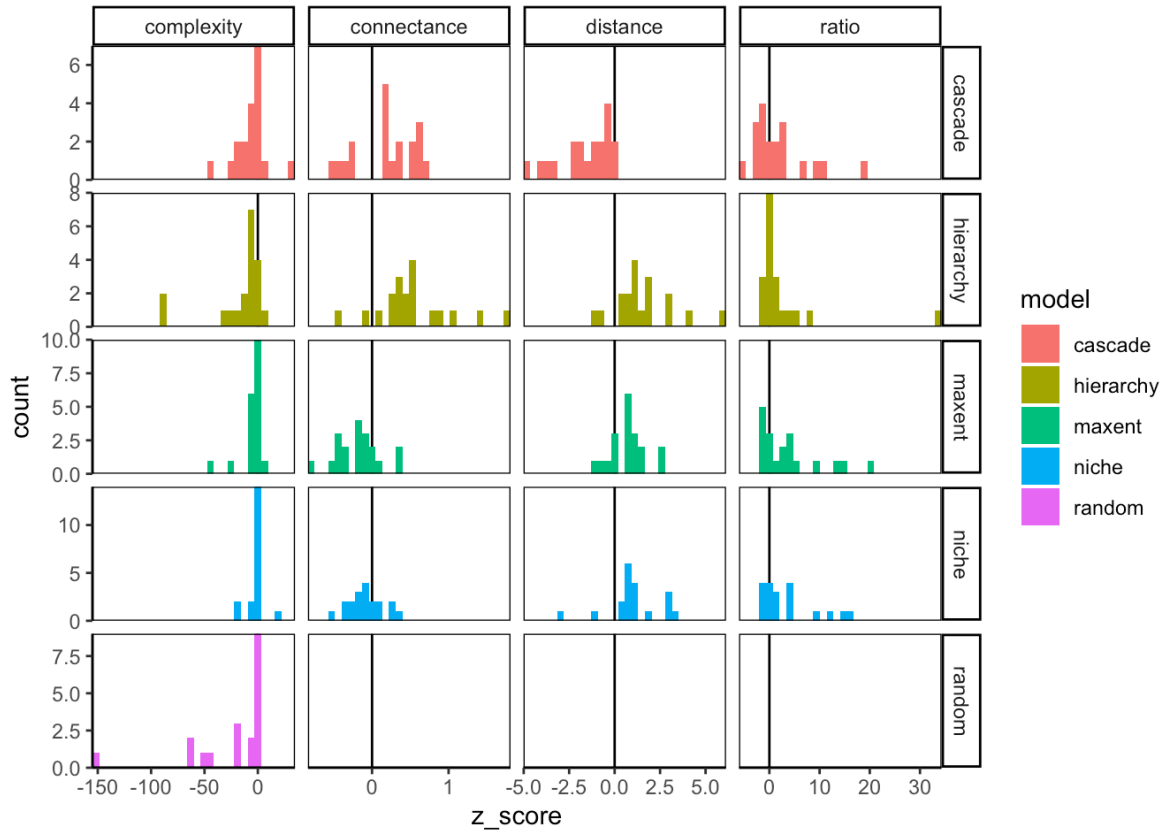 complexity connectance distance ratio
6
4
2
0
cascade
8
6
4
2
0
hierarchy
10.0
7.5
5.0
2.5
0.0
maxent
10
5
0
niche
7.5
5.0
2.5
0.0
random
-150 -100 -50 0 0 1 -5.0 -2.5 0.0 2.5 5.0 0 10 20 30
z_score
count
model
cascade
hierarchy
maxent
niche
random